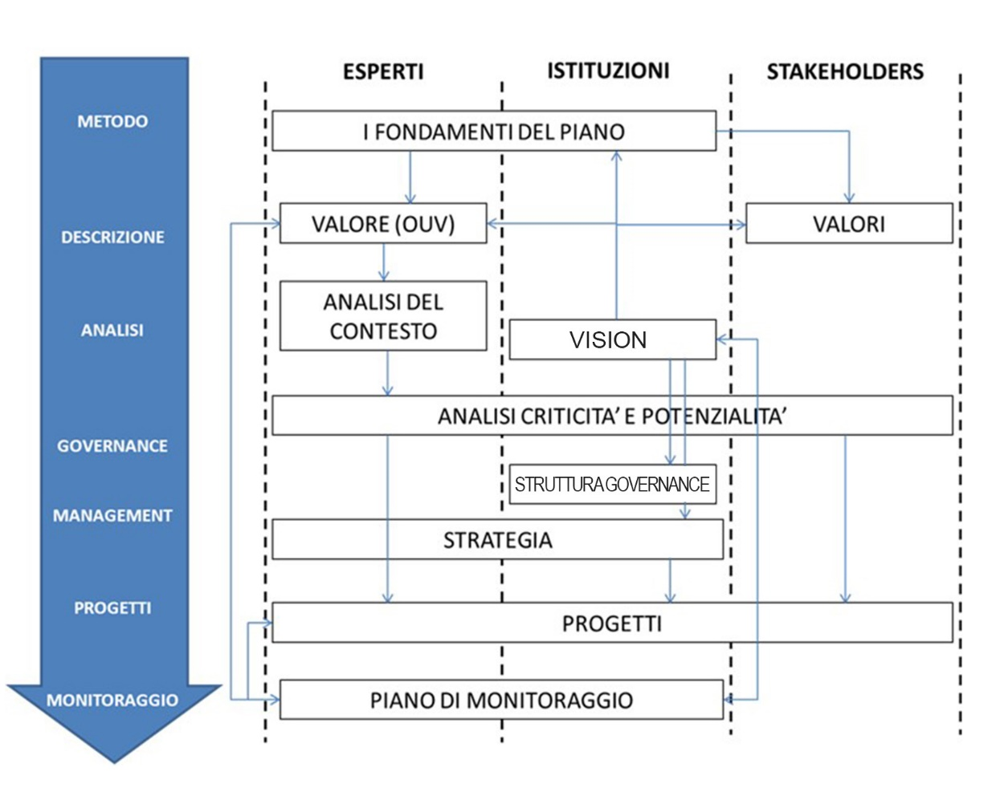 ESPERTI
ISTITUZIONI
STAKEHOLDERS
METODO
I FONDAMENTI DEL PIANO
DESCRIZIONE
VALORE (OUV)
VALORI
ANALISI
ANALISI DEL
CONTESTO
VISION
ANALISI CRITICITA’ E POTENZIALITA’
GOVERNANCE
STRUTTURA GOVERNANCE
MANAGEMENT
STRATEGIA
PROGETTI
PROGETTI
MONITORAGGIO
PIANO DI MONITORAGGIO